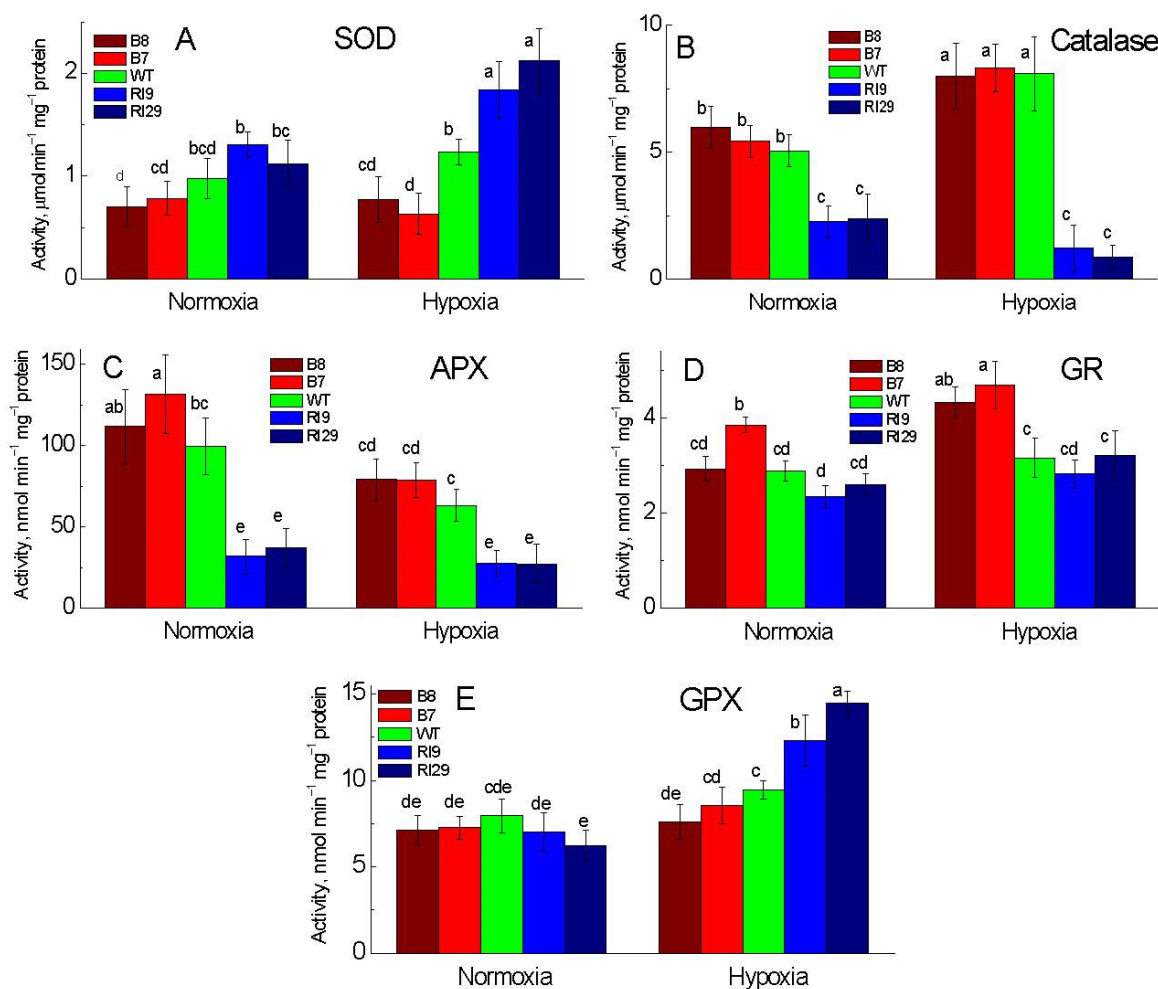 A
SOD
B8
B7
WT
RI9
RI29
Activity, μmol min⁻¹ mg⁻¹ protein
2
1
0
d
cd
bcd
b
bc
cd
d
b
a
a
Normoxia
Hypoxia
B
Catalase
B8
B7
WT
RI9
RI29
Activity, μmol min⁻¹ mg⁻¹ protein
10
5
0
b
b
b
c
c
a
a
a
c
c
Normoxia
Hypoxia
C
APX
B8
B7
WT
RI9
RI29
Activity, nmol min⁻¹ mg⁻¹ protein
150
100
50
0
ab
a
bc
e
e
cd
cd
c
e
e
Normoxia
Hypoxia
D
GR
B8
B7
WT
RI9
RI29
Activity, nmol min⁻¹ mg⁻¹ protein
4
2
0
cd
b
cd
d
cd
ab
a
c
cd
c
Normoxia
Hypoxia
E
GPX
B8
B7
WT
RI9
RI29
Activity, nmol min⁻¹ mg⁻¹ protein
15
10
5
0
de
de
cde
de
e
de
cd
c
b
a
Normoxia
Hypoxia